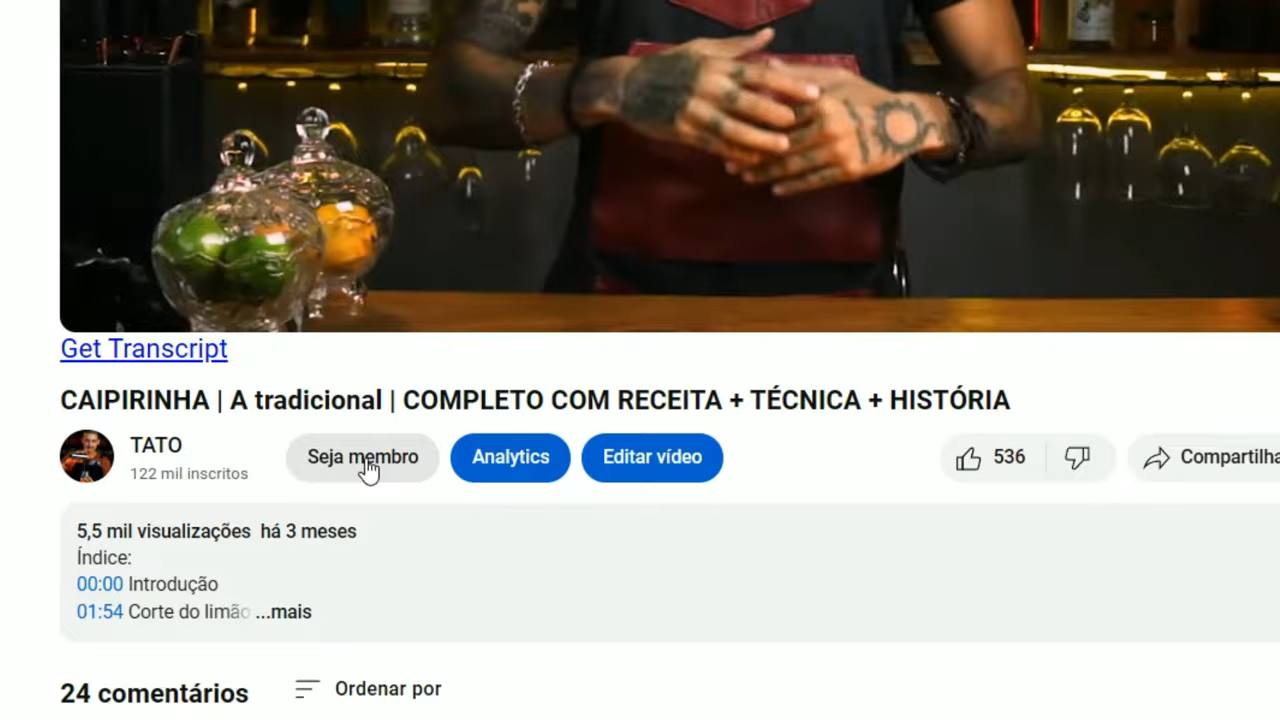 Get Transcript
CAIPIRINHA | A tradicional | COMPLETO COM RECEITA + TÉCNICA + HISTÓRIA
TATO
122 mil inscritos
Seja membro
Analytics
Editar vídeo
536
Compartilha
5,5 mil visualizações há 3 meses
Índice:
00:00 Introdução
01:54 Corte do limão ...mais
24 comentários
Ordenar por